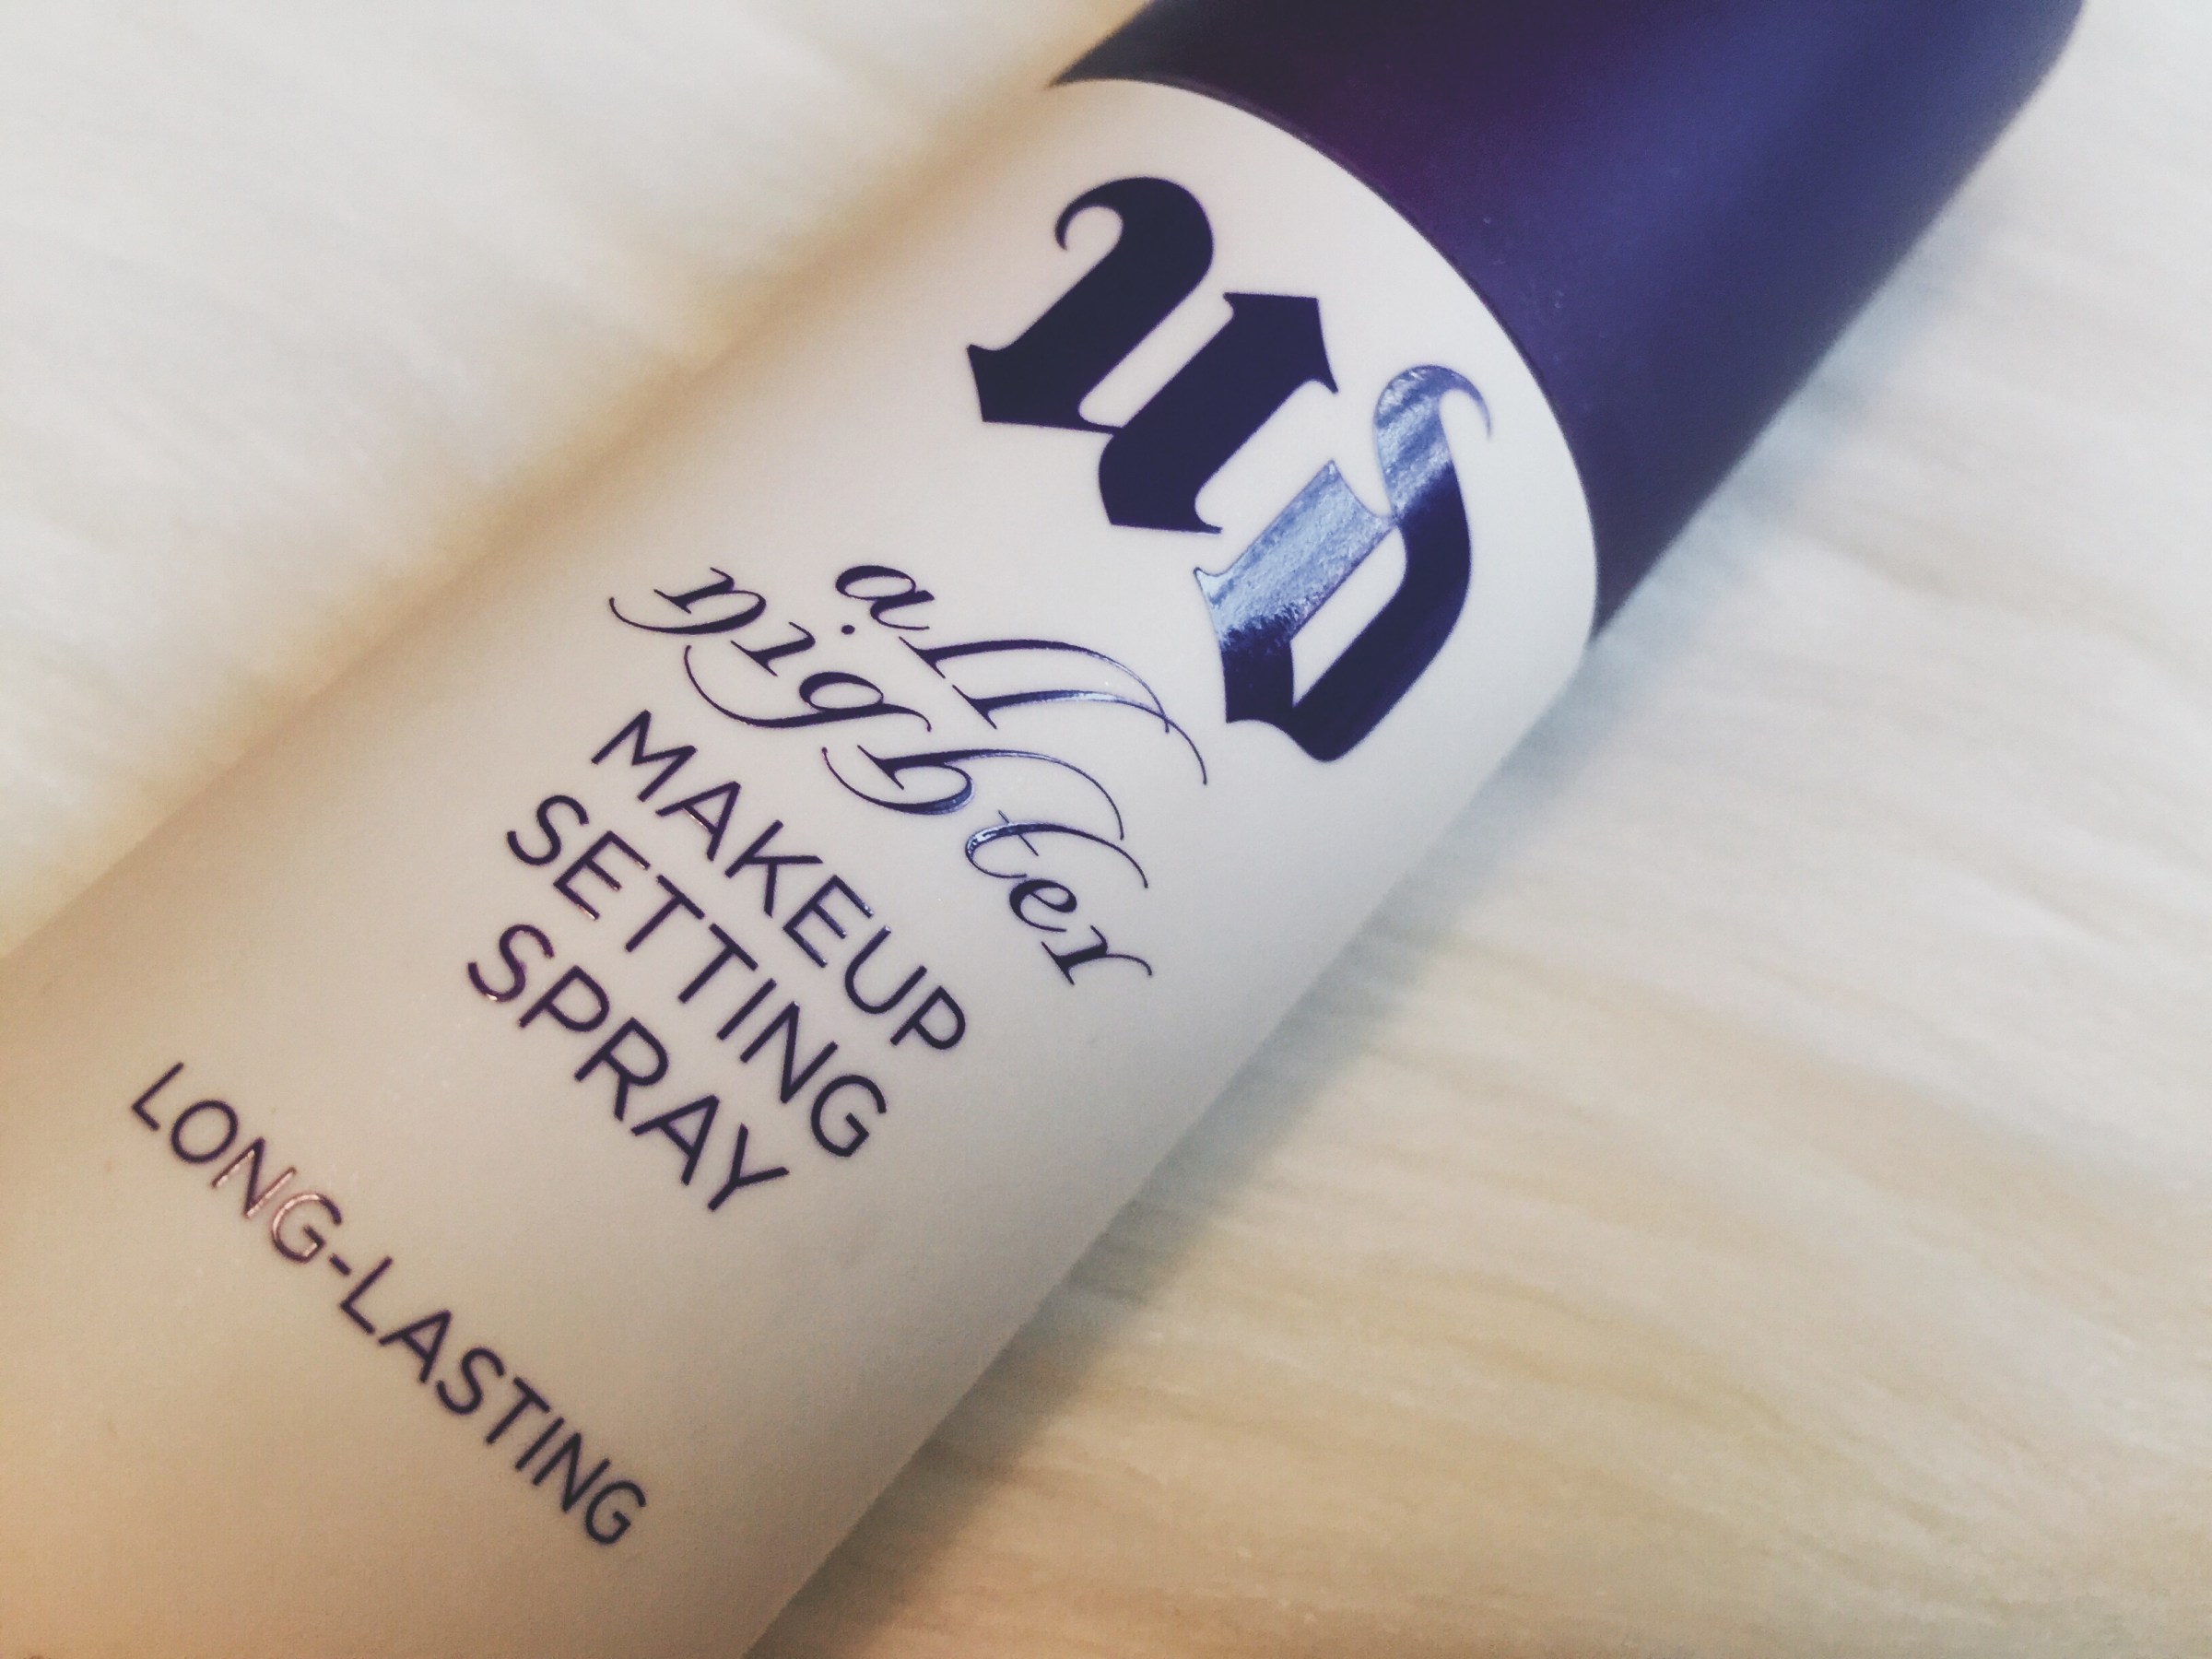 UD
all
nighter
MAKEUP
SETTING
SPRAY
LONG-LASTING